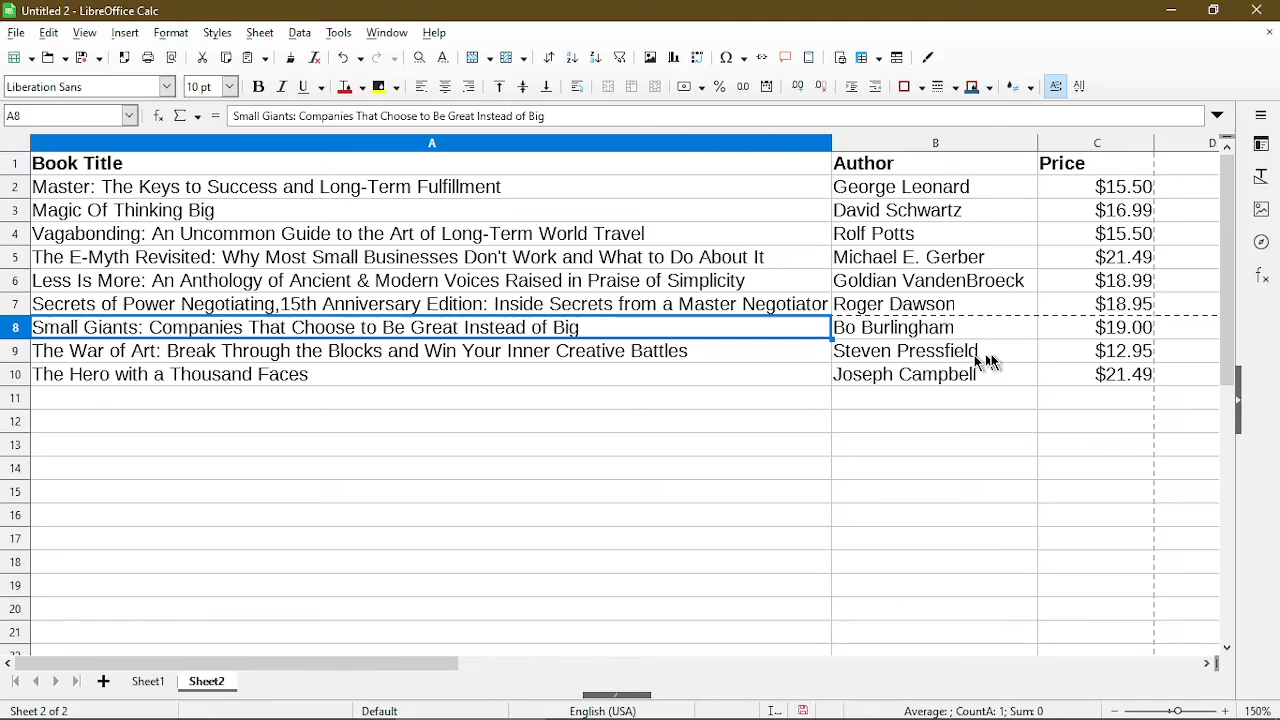 Untitled 2 - LibreOffice Calc
File Edit View Insert Format Styles Sheet Data Tools Window Help
Liberation Sans 10 pt
A8 Small Giants: Companies That Choose to Be Great Instead of Big
A B C D
1 Book Title Author Price
2 Master: The Keys to Success and Long-Term Fulfillment George Leonard $15.50
3 Magic Of Thinking Big David Schwartz $16.99
4 Vagabonding: An Uncommon Guide to the Art of Long-Term World Travel Rolf Potts $15.50
5 The E-Myth Revisited: Why Most Small Businesses Don't Work and What to Do About It Michael E. Gerber $21.49
6 Less Is More: An Anthology of Ancient & Modern Voices Raised in Praise of Simplicity Goldian VandenBroeck $18.99
7 Secrets of Power Negotiating,15th Anniversary Edition: Inside Secrets from a Master Negotiator Roger Dawson $18.95
8 Small Giants: Companies That Choose to Be Great Instead of Big Bo Burlingham $19.00
9 The War of Art: Break Through the Blocks and Win Your Inner Creative Battles Steven Pressfield $12.95
10 The Hero with a Thousand Faces Joseph Campbell $21.49
11
12
13
14
15
16
17
18
19
20
21
Sheet1 Sheet2
Sheet 2 of 2 Default English (USA) Average: ; CountA: 1; Sum: 0 150%